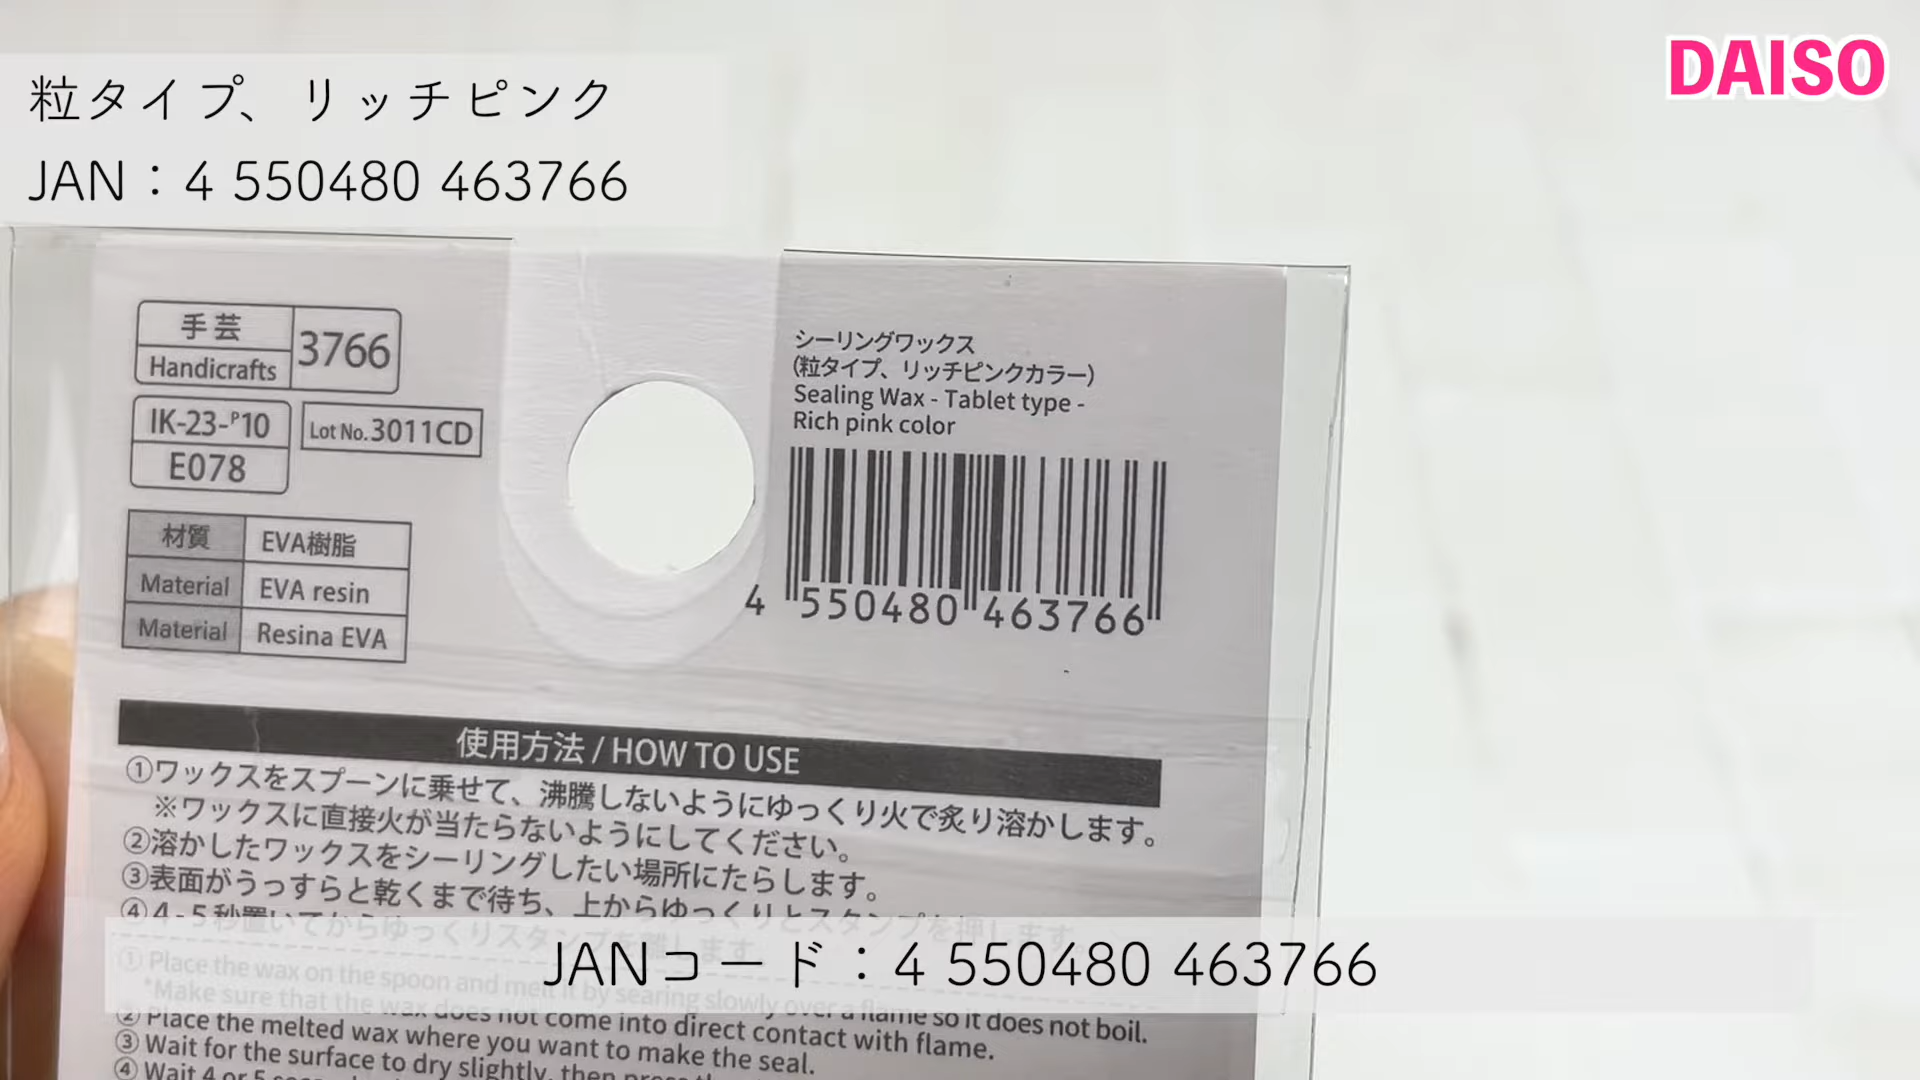 DAISO
粒タイプ、リッチピンク
JAN：4 550480 463766
手芸
Handicrafts
3766
IK-23-P10
E078
Lot No.3011CD
材質 EVA樹脂
Material EVA resin
Material Resina EVA
シーリングワックス
(粒タイプ、リッチピンクカラー)
Sealing Wax - Tablet type -
Rich pink color
4 550480 463766
使用方法 / HOW TO USE
①ワックスをスプーンに乗せて、沸騰しないようにゆっくり火で炙り溶かします。
※ワックスに直接火が当たらないようにしてください。
②溶かしたワックスをシーリングしたい場所にたらします。
③表面がうっすらと乾くまで待ち、上からゆっくりとスタンプを押します。
④4-5秒置いてからゆっくりスタンプを離します。
① Place the wax on the spoon and melt it by searing slowly over a flame so it does not boil.
*Make sure that the wax does not come into direct contact with flame.
② Place the melted wax where you want to make the seal.
③ Wait for the surface to dry slightly, then press
④ Wait 4 or 5
JANコード：4 550480 463766